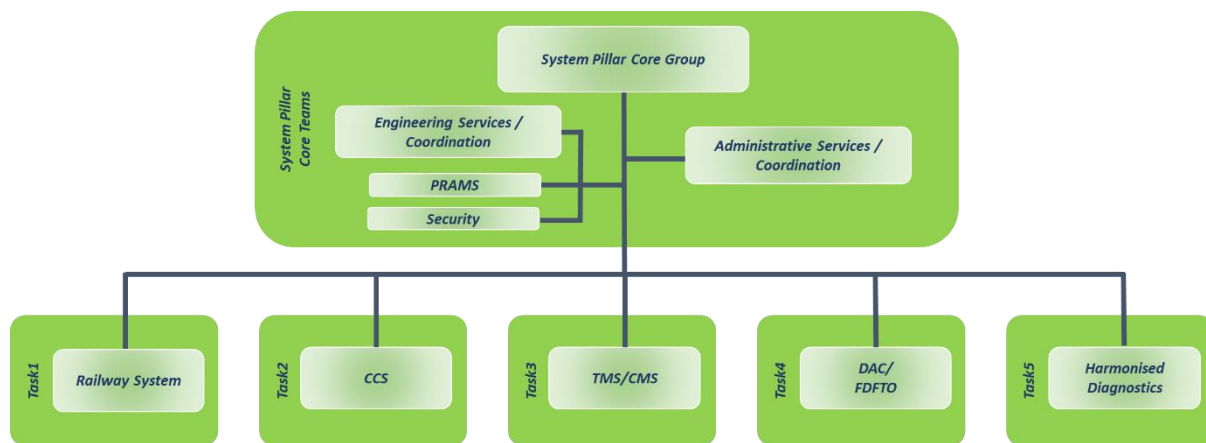 System Pillar Core Group
System Pillar
Core Teams
Engineering Services /
Coordination
Administrative Services /
Coordination
PRAMS
Security
Task1
Railway System
Task2
CCS
Task3
TMS/CMS
Task4
DAC/
FDFTO
Task5
Harmonised
Diagnostics